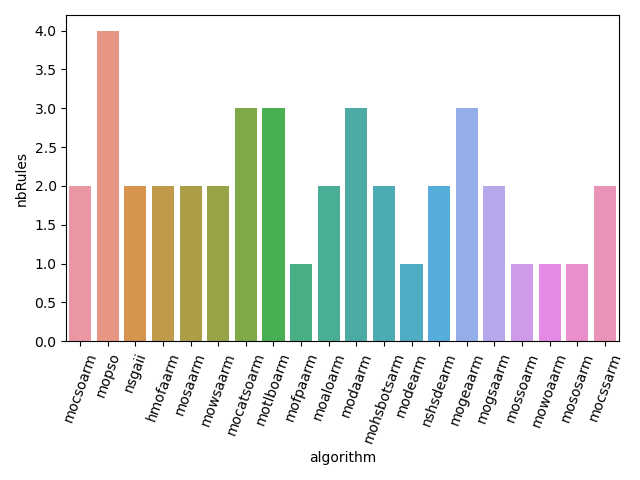 nbRules
4.0
3.5
3.0
2.5
2.0
1.5
1.0
0.5
0.0
mocsoarm
mopso
nsgaii
hmofaarm
mosaarm
mowsaarm
mocatsoarm
motlboarm
mofpaarm
moaloarm
modaarm
mohsbotsarm
modearm
nshsdearm
mogeaarm
mogsaarm
mossoarm
mowoaarm
mososarm
mocssarm
algorithm